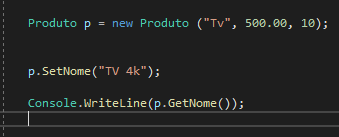 Produto p = new Produto ("Tv", 500.00, 10);
p.SetNome("TV 4k");
Console.WriteLine(p.GetNome());